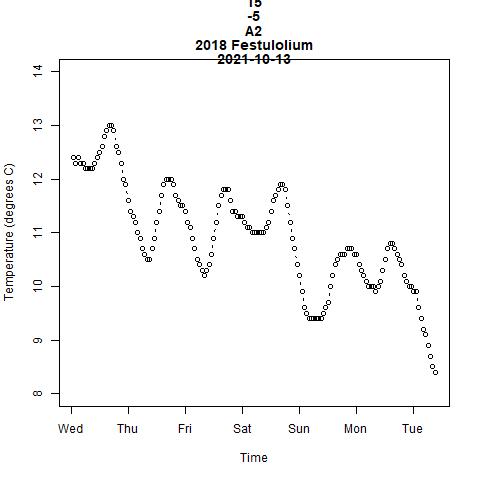 15
-5
A2
2018 Festulolium
2021-10-13
Temperature (degrees C)
14
13
12
11
10
9
8
Wed Thu Fri Sat Sun Mon Tue
Time